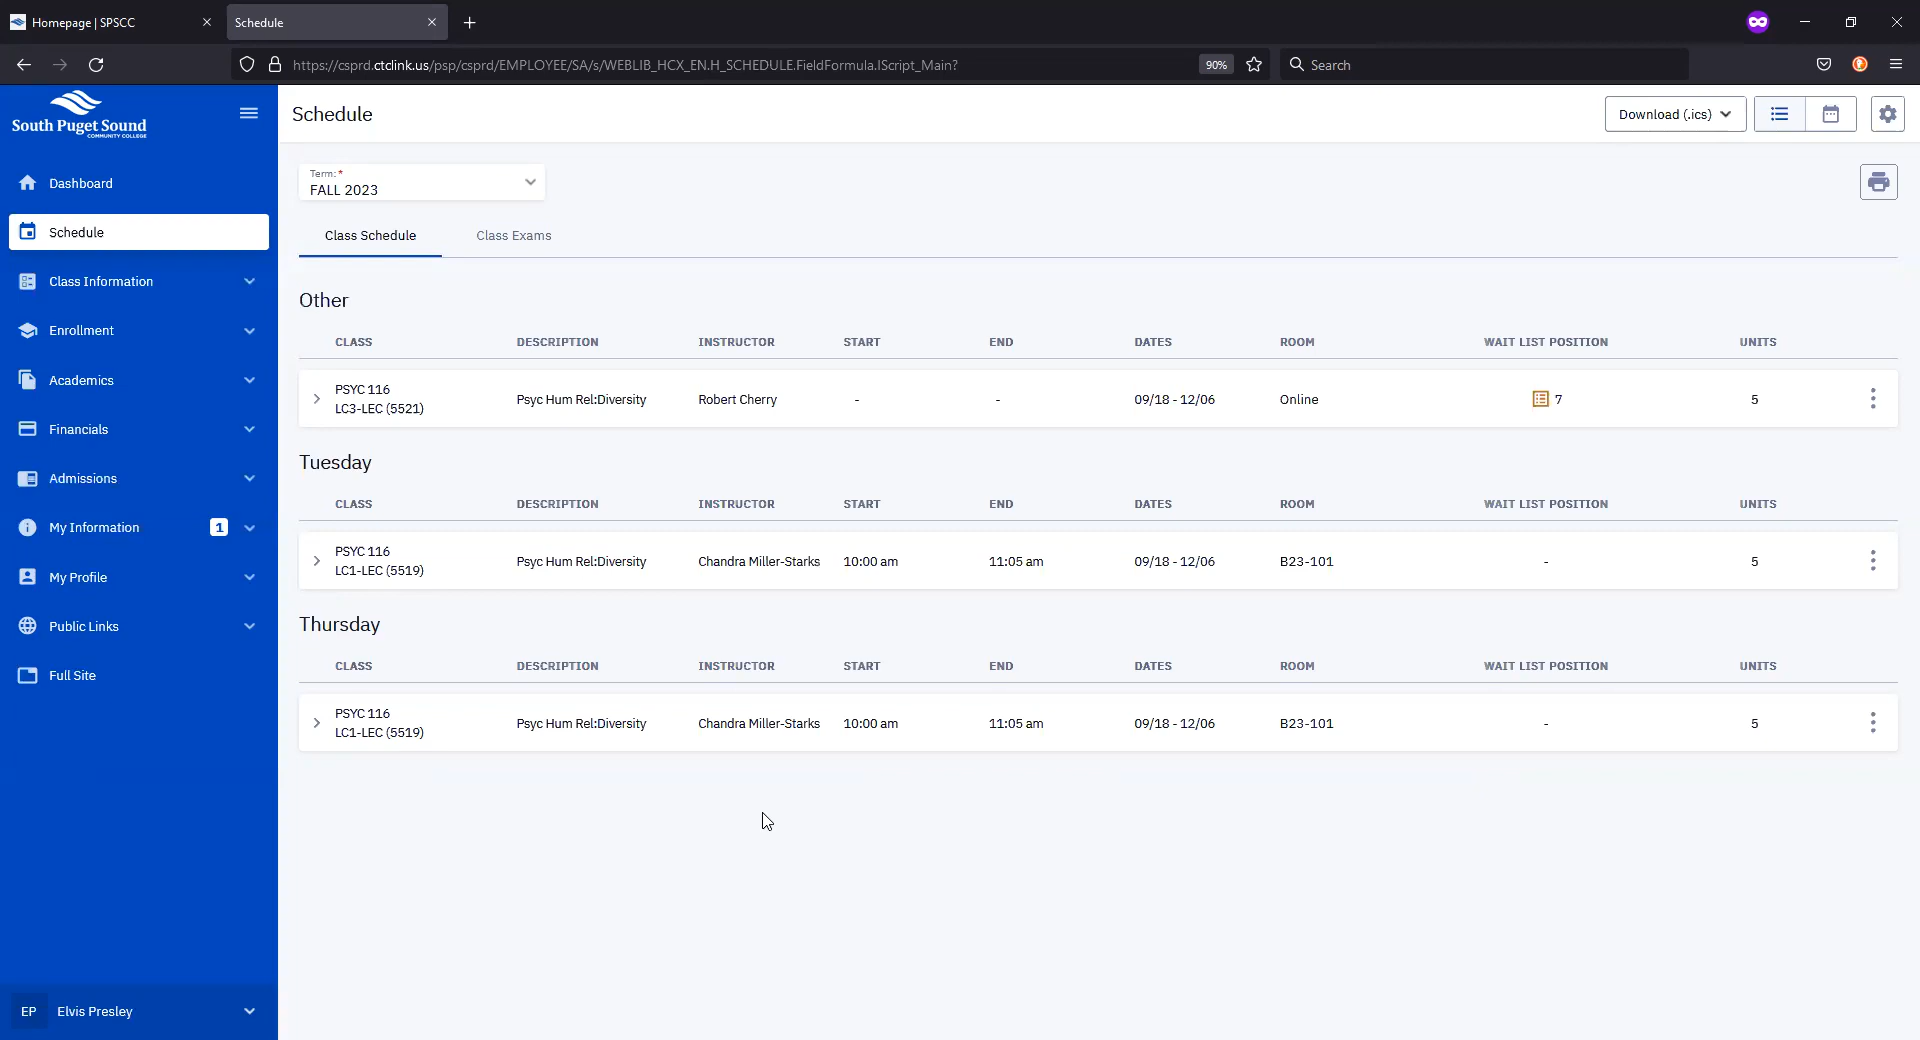 Homepage | SPSCC
Schedule
https://csprd.ctclink.us/psp/csprd/EMPLOYEE/SA/s/WEBLIB_HCX_EN.H_SCHEDULE.FieldFormula.IScript_Main?
90%
Search
South Puget Sound
COMMUNITY COLLEGE
Dashboard
Schedule
Class Information
Enrollment
Academics
Financials
Admissions
My Information 1
My Profile
Public Links
Full Site
EP Elvis Presley
Schedule
Download (.ics)
Term: *
FALL 2023
Class Schedule Class Exams
Other
CLASS DESCRIPTION INSTRUCTOR START END DATES ROOM WAIT LIST POSITION UNITS
PSYC 116
LC3-LEC (5521) Psyc Hum Rel:Diversity Robert Cherry - - 09/18 - 12/06 Online 7 5
Tuesday
CLASS DESCRIPTION INSTRUCTOR START END DATES ROOM WAIT LIST POSITION UNITS
PSYC 116
LC1-LEC (5519) Psyc Hum Rel:Diversity Chandra Miller-Starks 10:00 am 11:05 am 09/18 - 12/06 B23-101 - 5
Thursday
CLASS DESCRIPTION INSTRUCTOR START END DATES ROOM WAIT LIST POSITION UNITS
PSYC 116
LC1-LEC (5519) Psyc Hum Rel:Diversity Chandra Miller-Starks 10:00 am 11:05 am 09/18 - 12/06 B23-101 - 5